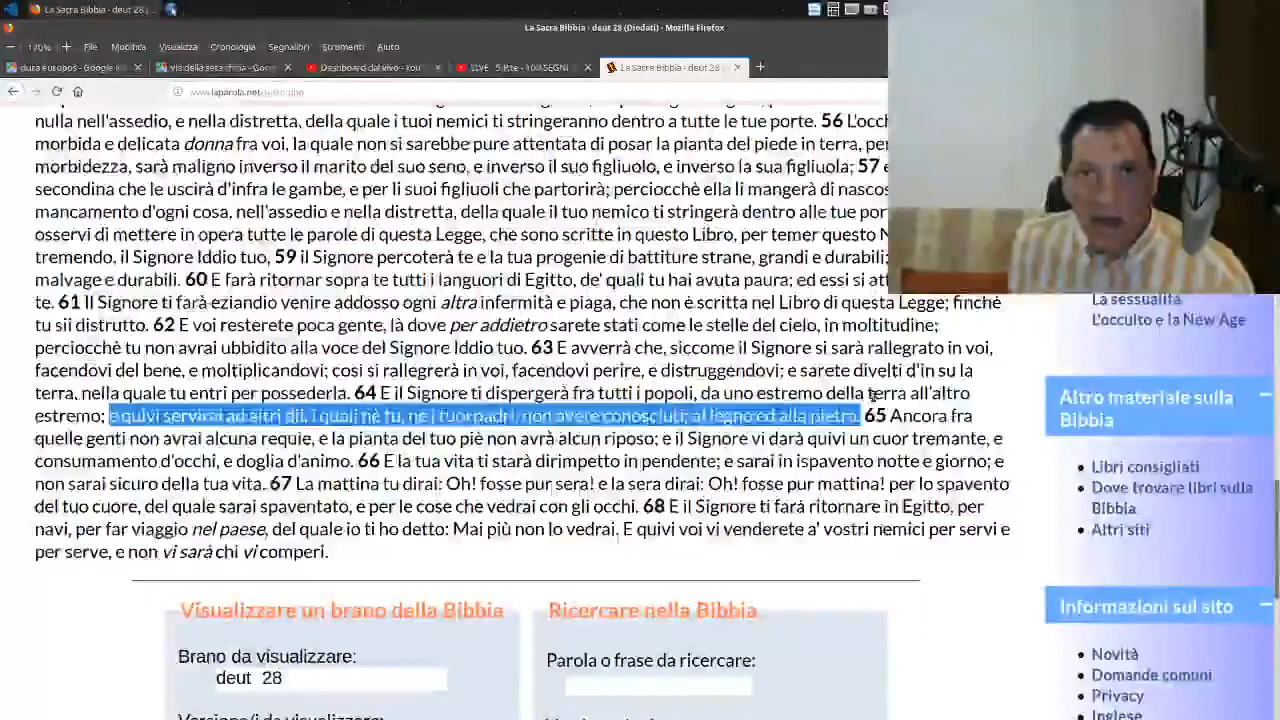 La Sacra Bibbia - deut 28 (...
La Sacra Bibbia - deut 28 (Diodati) - Mozilla Firefox
170% File Modifica Visualizza Cronologia Segnalibri Strumenti Aiuto
dura europos - Google
via della seta cina - Goo
Dashboard dal vivo - You
La Sacra Bibbia - deut 28
www.laparola.net
nulla nell'assedio, e nella distretta, della quale i tuoi nemici ti stringeranno dentro a tutte le tue porte. 56 L'occ
morbida e delicata donna fra voi, la quale non si sarebbe pure attentata di posar la pianta del piede in terra, per
morbidezza, sarà maligno inverso il marito del suo seno, e inverso il suo figliuolo, e inverso la sua figliuola; 57 e
secondina che le uscirà d'infra le gambe, e per li suoi figliuoli che partorirà; perciocchè ella li mangerà di nascos
mancamento d'ogni cosa, nell'assedio e nella distretta, della quale il tuo nemico ti stringerà dentro alle tue por
osservi di mettere in opera tutte le parole di questa Legge, che sono scritte in questo Libro, per temer questo N
tremendo, il Signore Iddio tuo, 59 il Signore percoterà te e la tua progenie di battiture strane, grandi e durabili;
malvage e durabili. 60 E farà ritornar sopra te tutti i languori di Egitto, de' quali tu hai avuta paura; ed essi si at
te. 61 Il Signore ti farà eziandio venire addosso ogni altra infermità e piaga, che non è scritta nel Libro di questa Legge; finchè
tu sii distrutto. 62 E voi resterete poca gente, là dove per addietro sarete stati come le stelle del cielo, in moltitudine;
perciocchè tu non avrai ubbidito alla voce del Signore Iddio tuo. 63 E avverrà che, siccome il Signore si sarà rallegrato in voi,
facendovi del bene, e moltiplicandovi; così si rallegrerà in voi, facendovi perire, e distruggendovi; e sarete divelti d'in su la
terra, nella quale tu entri per possederla. 64 E il Signore ti dispergerà fra tutti i popoli, da uno estremo della terra all'altro
estremo; e quivi servirai ad altri dii, i quali nè tu, nè i tuoi padri, non avete conosciuti; al legno ed alla pietra. 65 Ancora fra
quelle genti non avrai alcuna requie, e la pianta del tuo piè non avrà alcun riposo; e il Signore vi darà quivi un cuor tremante, e
consumamento d'occhi, e doglia d'animo. 66 E la tua vita ti starà dirimpetto in pendente; e sarai in ispavento notte e giorno; e
non sarai sicuro della tua vita. 67 La mattina tu dirai: Oh! fosse pur sera! e la sera dirai: Oh! fosse pur mattina! per lo spavento
del tuo cuore, del qual sarai spaventato, e per le cose che vedrai con gli occhi. 68 E il Signore ti farà ritornare in Egitto, per
navi, per far viaggio nel paese, del quale io ti ho detto: Mai più non lo vedrai. E quivi voi vi venderete a' vostri nemici per servi e
per serve, e non vi sarà chi vi comperi.
Visualizzare un brano della Bibbia
Brano da visualizzare:
deut 28
Ricercare nella Bibbia
Parola o frase da ricercare:
La sessualità
L'occulto e la New Age
Altro materiale sulla
Bibbia
Libri consigliati
Dove trovare libri sulla
Bibbia
Altri siti
Informazioni sul sito
Novità
Domande comuni
Privacy
Inglese